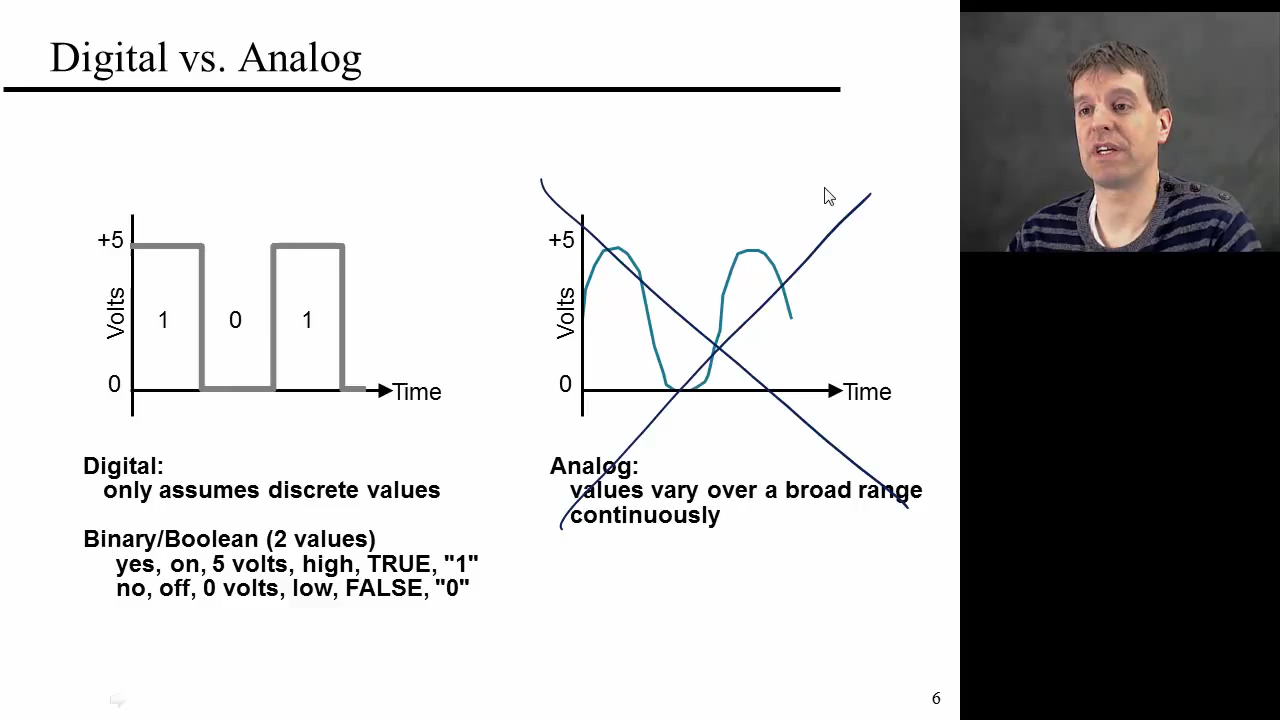 Digital vs. Analog
+5
Volts
1
0
1
0
Time
+5
Volts
0
Time
Digital:
only assumes discrete values
Binary/Boolean (2 values)
yes, on, 5 volts, high, TRUE, "1"
no, off, 0 volts, low, FALSE, "0"
Analog:
values vary over a broad range
continuously
6